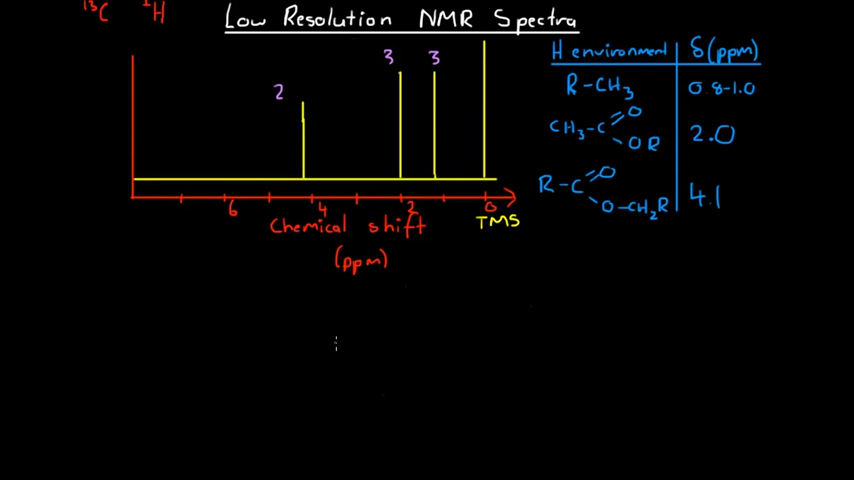 ¹³C ¹H
Low Resolution NMR Spectra
3 3
2
6 4 2 0
Chemical shift
(ppm)
TMS
H environment δ(ppm)
R-CH₃ 0.8-1.0
CH₃-C O
OR 2.0
R-C O
O-CH₂R 4.1